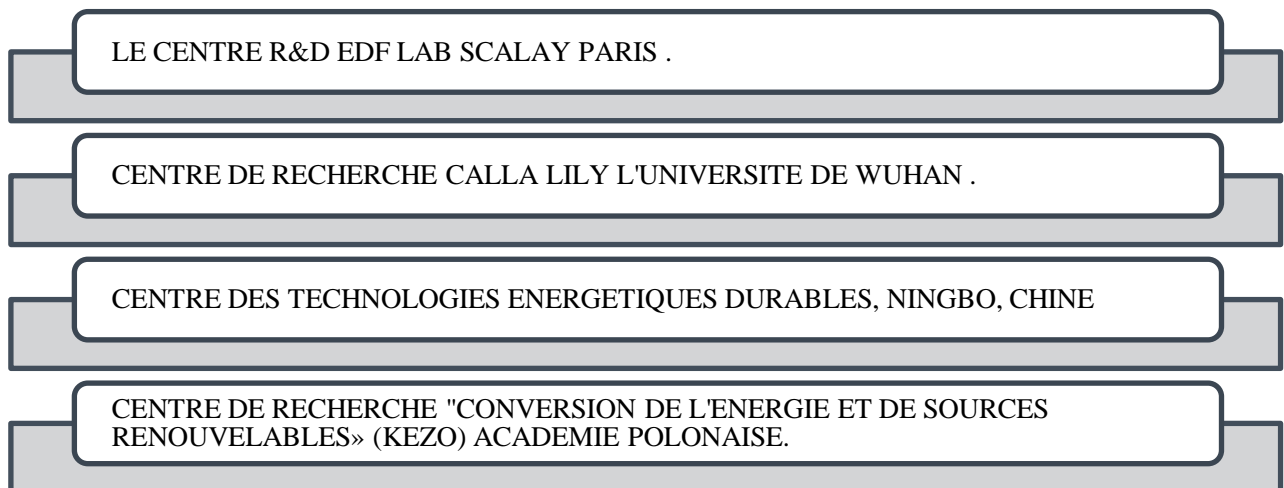 LE CENTRE R&D EDF LAB SCALAY PARIS .
CENTRE DE RECHERCHE CALLA LILY L'UNIVERSITE DE WUHAN .
CENTRE DES TECHNOLOGIES ENERGETIQUES DURABLES, NINGBO, CHINE
CENTRE DE RECHERCHE "CONVERSION DE L'ENERGIE ET DE SOURCES
RENOUVELABLES» (KEZO) ACADEMIE POLONAISE.